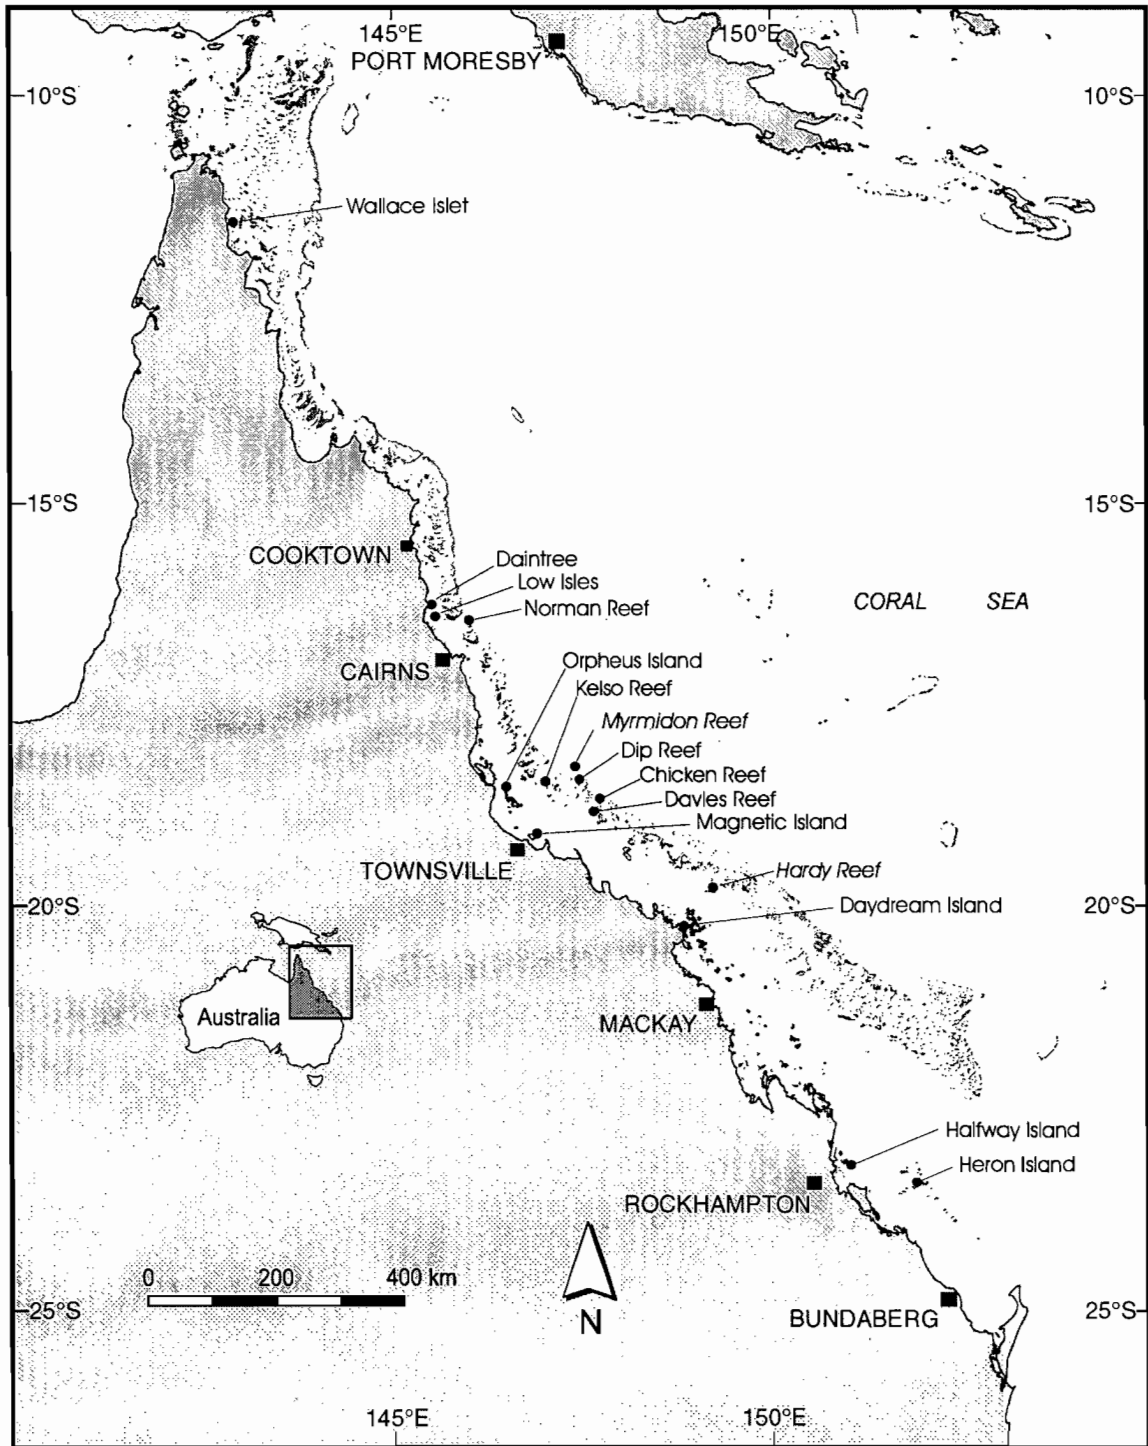 145°E
150°E
PORT MORESBY
10°S
10°S
Wallace Islet
15°S
15°S
COOKTOWN
Daintree
Low Isles
Norman Reef
CORAL SEA
CAIRNS
Orpheus Island
Kelso Reef
Myrmidon Reef
Dip Reef
Chicken Reef
Davies Reef
Magnetic Island
TOWNSVILLE
Hardy Reef
20°S
Daydream Island
20°S
Australia
MACKAY
Halfway Island
Heron Island
ROCKHAMPTON
0 200 400 km
N
25°S
BUNDABERG
25°S
145°E
150°E